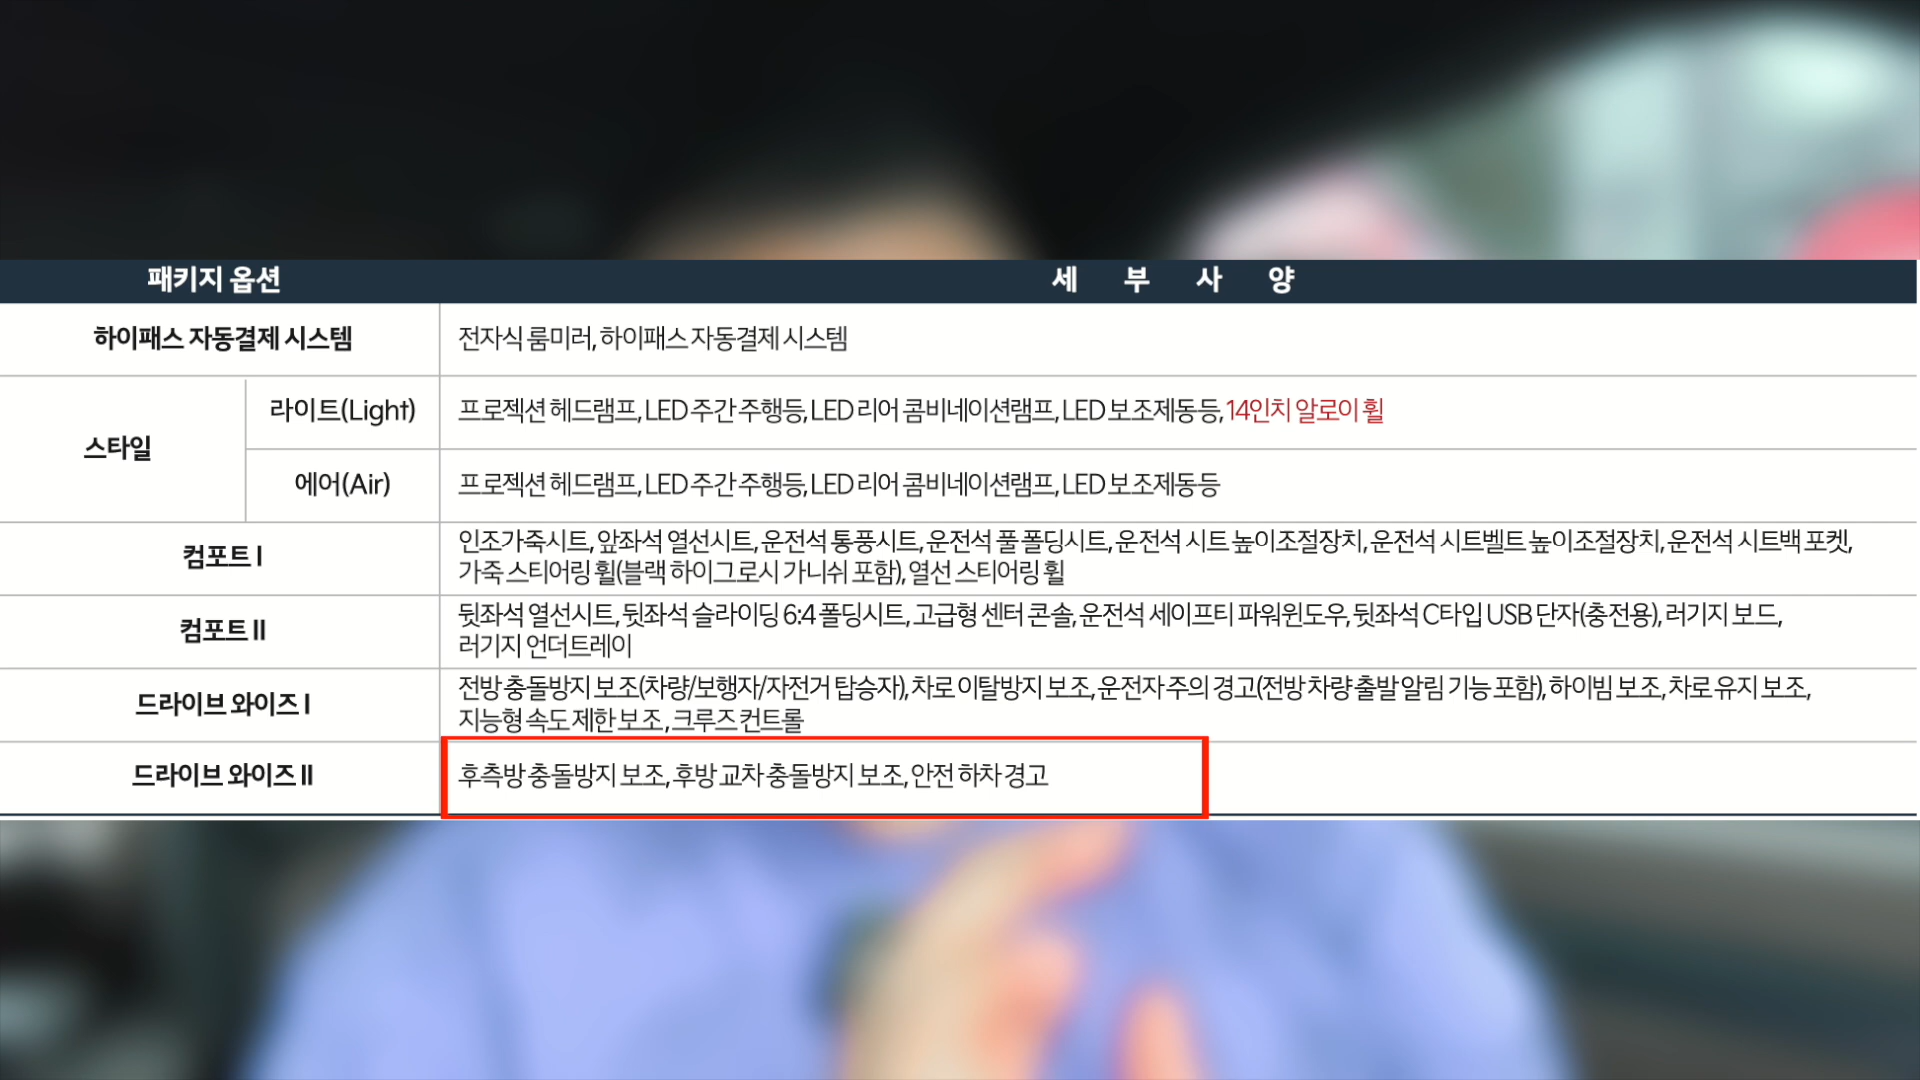 패키지 옵션 세 부 사 양
하이패스 자동결제 시스템 전자식 룸미러, 하이패스 자동결제 시스템
스타일
라이트(Light) 프로젝션 헤드램프, LED 주간 주행등, LED 리어 콤비네이션램프, LED 보조제동등, 14인치 알로이 휠
에어(Air) 프로젝션 헤드램프, LED 주간 주행등, LED 리어 콤비네이션램프, LED 보조제동등
컴포트 I
인조가죽시트, 앞좌석 열선시트, 운전석 통풍시트, 운전석 풀 폴딩시트, 운전석 시트 높이조절장치, 운전석 시트벨트 높이조절장치, 운전석 시트백 포켓,
가죽 스티어링 휠(블랙 하이그로시 가니쉬 포함), 열선 스티어링 휠
컴포트 II
뒷좌석 열선시트, 뒷좌석 슬라이딩 6:4 폴딩시트, 고급형 센터 콘솔, 운전석 세이프티 파워윈도우, 뒷좌석 C타입 USB 단자(충전용), 러기지 보드,
러기지 언더트레이
드라이브 와이즈 I
전방 충돌방지 보조(차량/보행자/자전거 탑승자), 차로 이탈방지 보조, 운전자 주의 경고(전방 차량 출발 알림 기능 포함), 하이빔 보조, 차로 유지 보조,
지능형 속도 제한 보조, 크루즈 컨트롤
드라이브 와이즈 II 후측방 충돌방지 보조, 후방 교차 충돌방지 보조, 안전 하차 경고